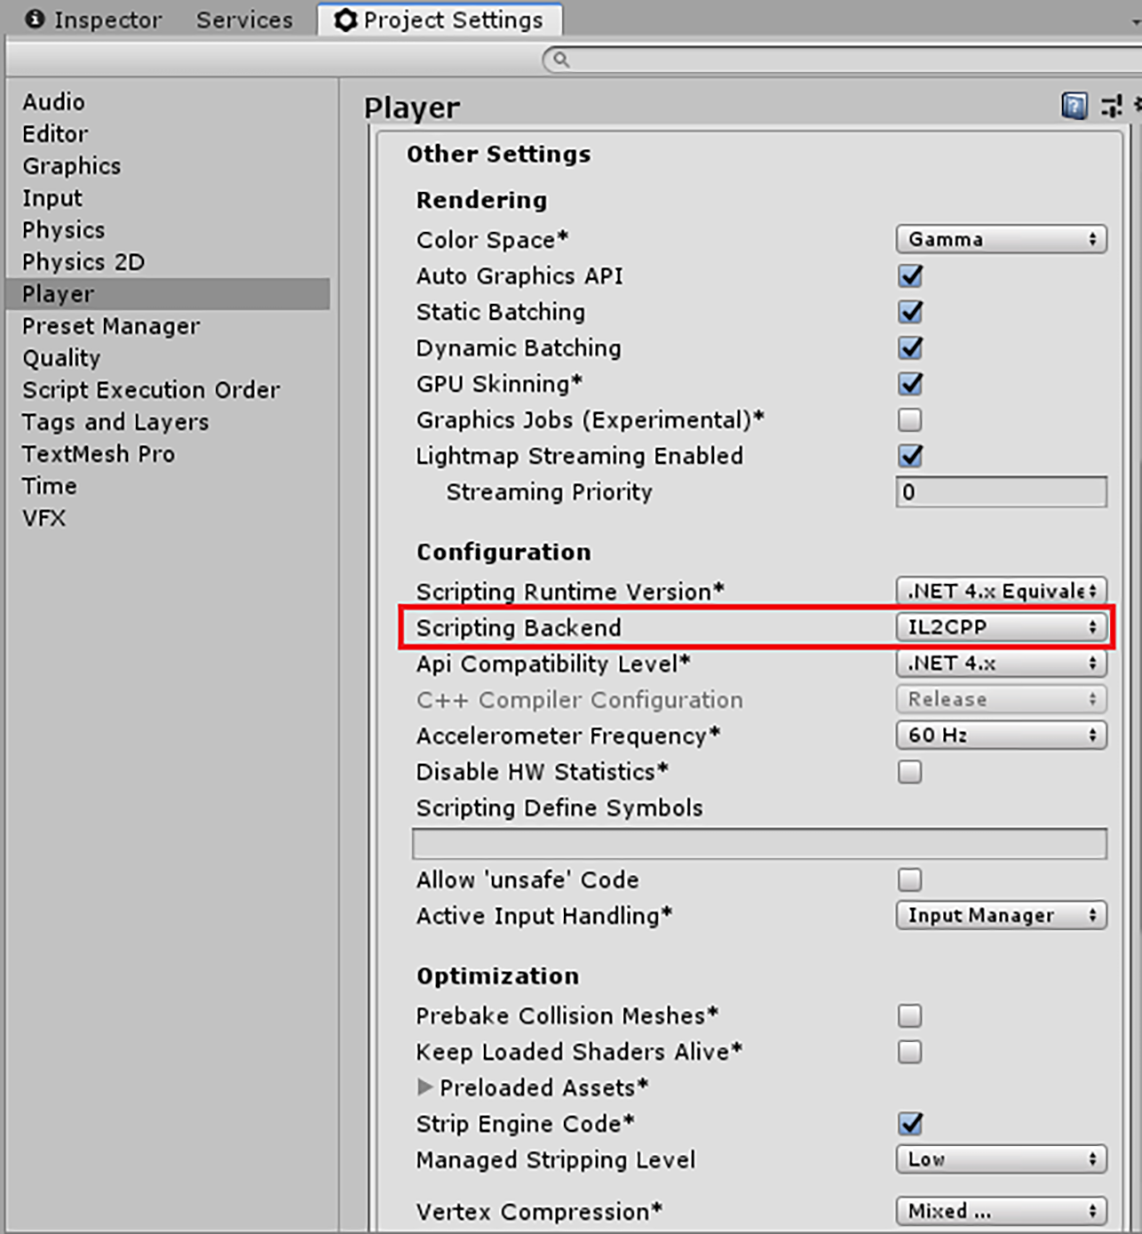 Inspector Services Project Settings
Audio
Editor
Graphics
Input
Physics
Physics 2D
Player
Preset Manager
Quality
Script Execution Order
Tags and Layers
TextMesh Pro
Time
VFX
Player
Other Settings
Rendering
Color Space* Gamma
Auto Graphics API
Static Batching
Dynamic Batching
GPU Skinning*
Graphics Jobs (Experimental)*
Lightmap Streaming Enabled
Streaming Priority 0
Configuration
Scripting Runtime Version* .NET 4.x Equivale
Scripting Backend IL2CPP
Api Compatibility Level* .NET 4.x
C++ Compiler Configuration Release
Accelerometer Frequency* 60 Hz
Disable HW Statistics*
Scripting Define Symbols
Allow 'unsafe' Code
Active Input Handling* Input Manager
Optimization
Prebake Collision Meshes*
Keep Loaded Shaders Alive*
Preloaded Assets*
Strip Engine Code*
Managed Stripping Level Low
Vertex Compression* Mixed ...